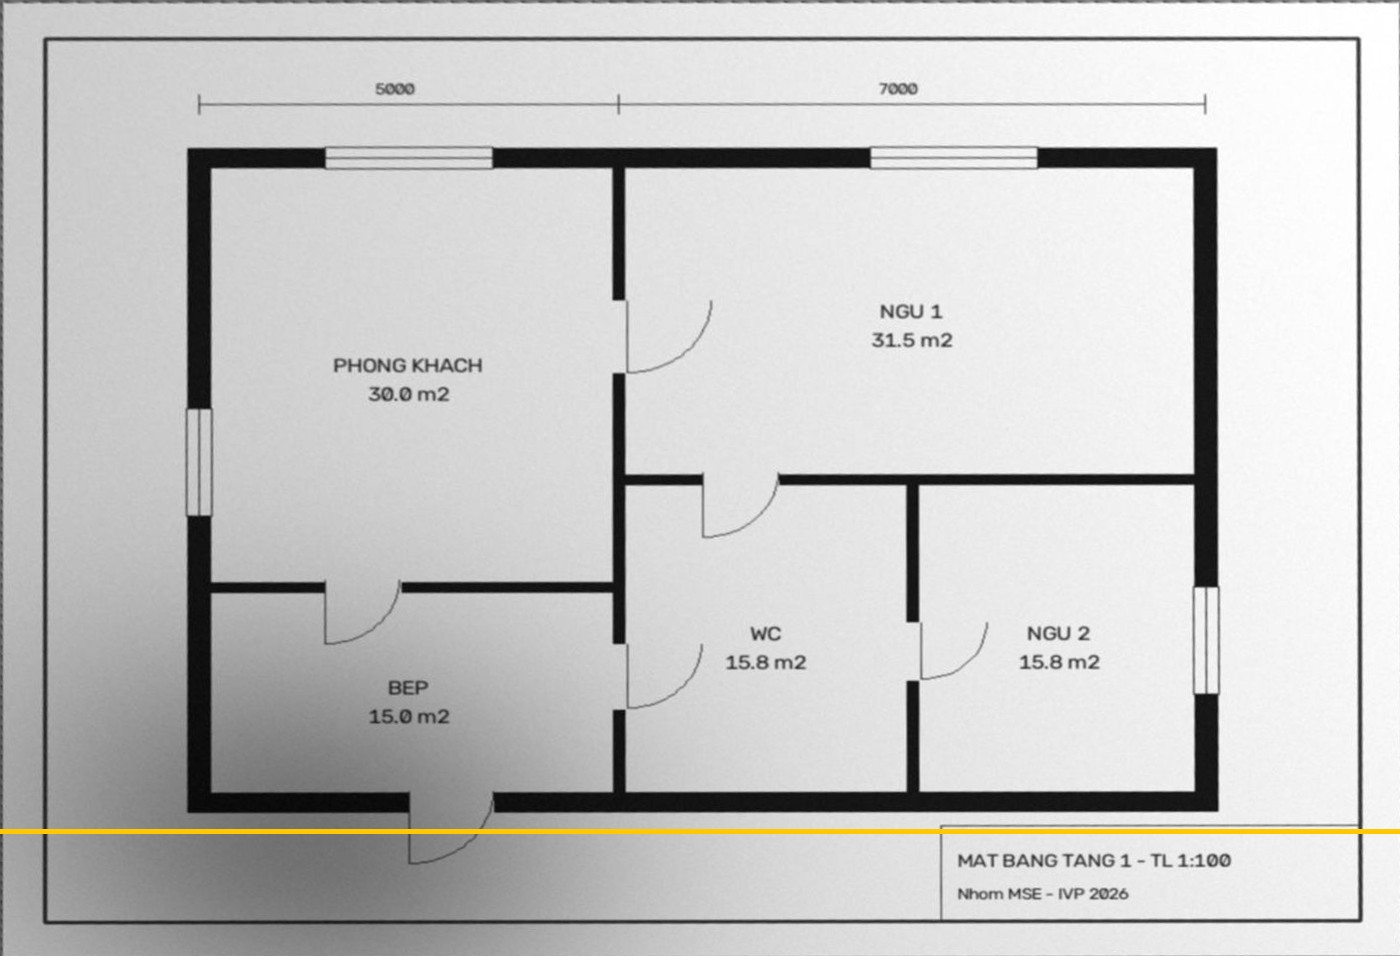 5000
7000
NGU 1
31.5 m2
PHONG KHACH
30.0 m2
WC
15.8 m2
NGU 2
15.8 m2
BEP
15.0 m2
MAT BANG TANG 1 - TL 1:100
Nhom MSE - IVP 2026